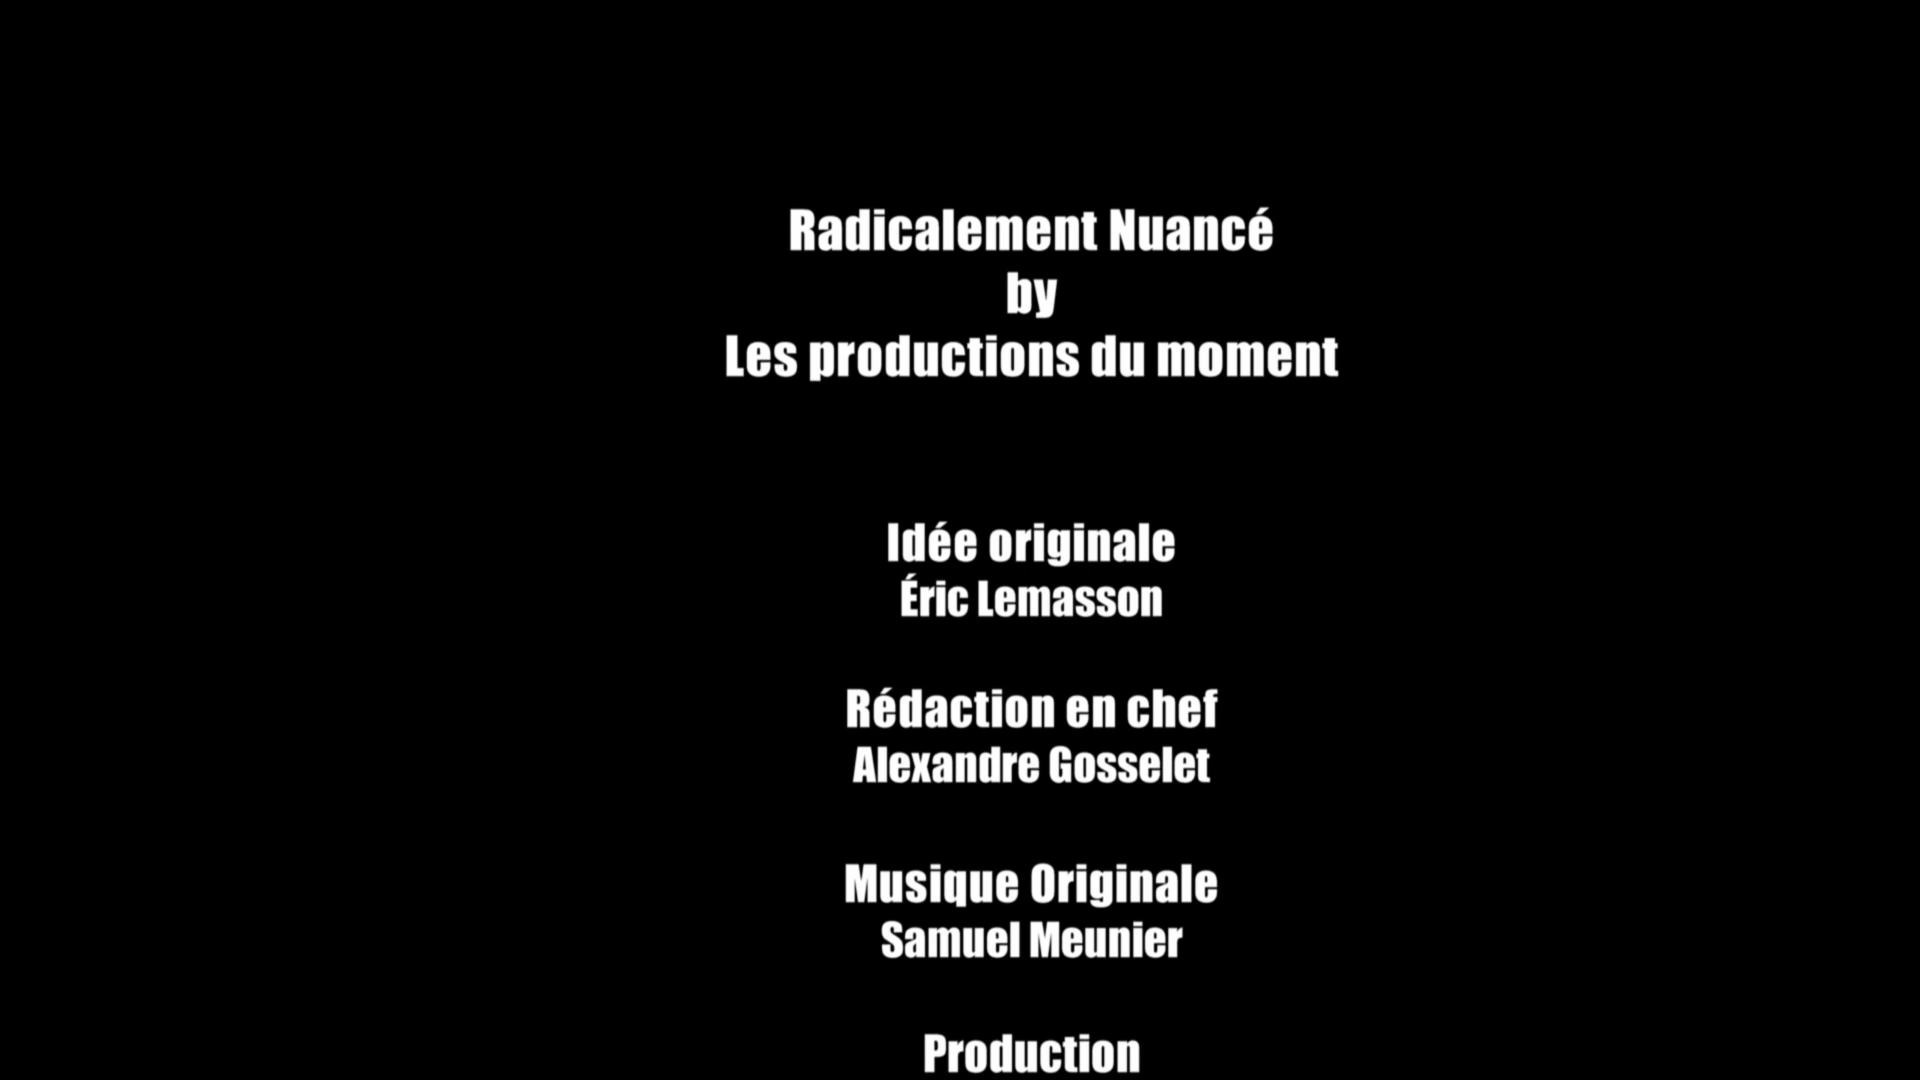 Radicalement Nuancé
by
Les productions du moment
Idée originale
Éric Lemasson
Rédaction en chef
Alexandre Gosselet
Musique Originale
Samuel Meunier
Production